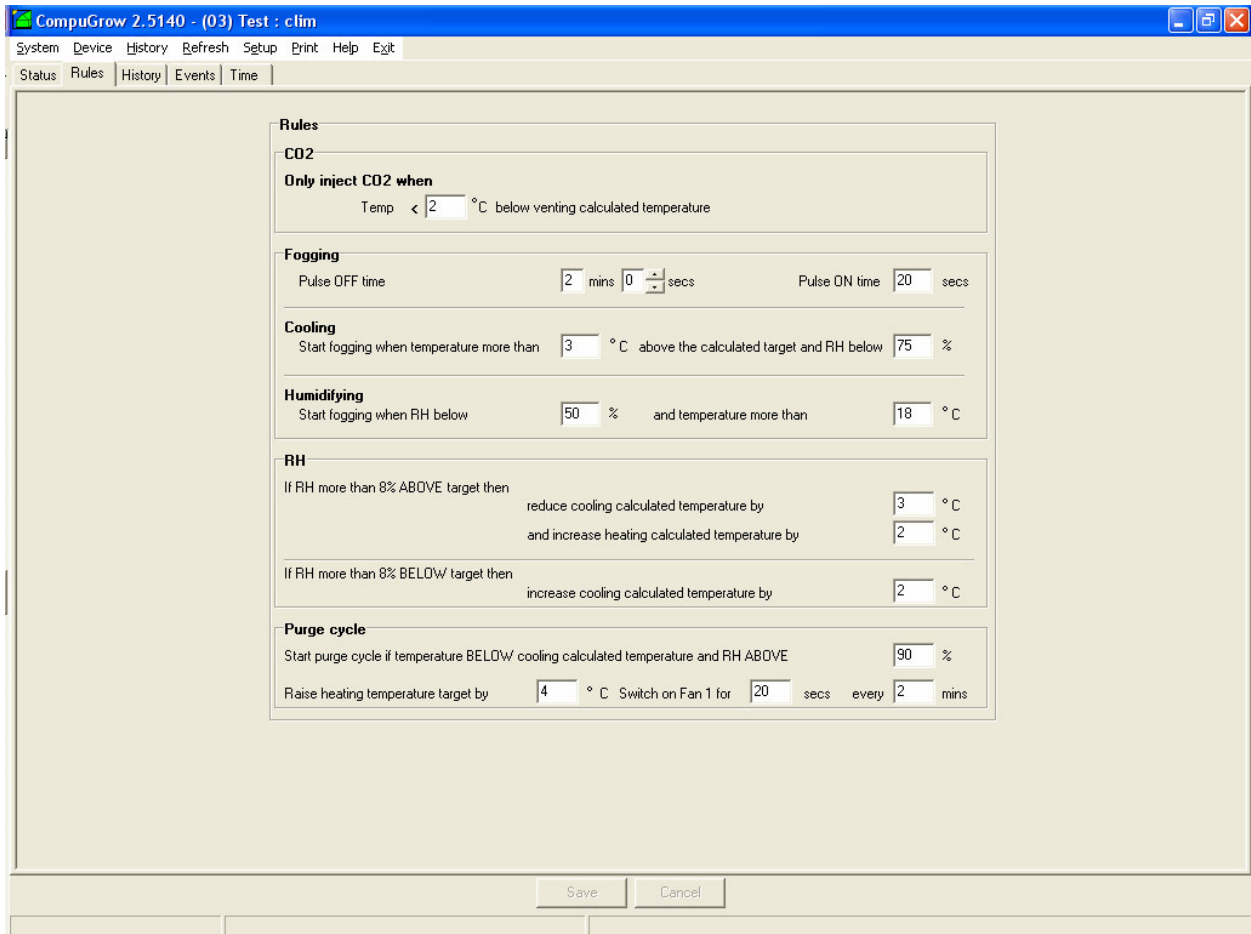 CompuGrow 2.5140 - (03) Test : clim
System Device History Refresh Setup Print Help Exit
Status Rules History Events Time
Rules
CO2
Only inject CO2 when
Temp < 2 °C below venting calculated temperature
Fogging
Pulse OFF time 2 mins 0 secs Pulse ON time 20 secs
Cooling
Start fogging when temperature more than 3 °C above the calculated target and RH below 75 %
Humidifying
Start fogging when RH below 50 % and temperature more than 18 °C
RH
If RH more than 8% ABOVE target then
reduce cooling calculated temperature by 3 °C
and increase heating calculated temperature by 2 °C
If RH more than 8% BELOW target then
increase cooling calculated temperature by 2 °C
Purge cycle
Start purge cycle if temperature BELOW cooling calculated temperature and RH ABOVE 90 %
Raise heating temperature target by 4 °C Switch on Fan 1 for 20 secs every 2 mins
Save Cancel